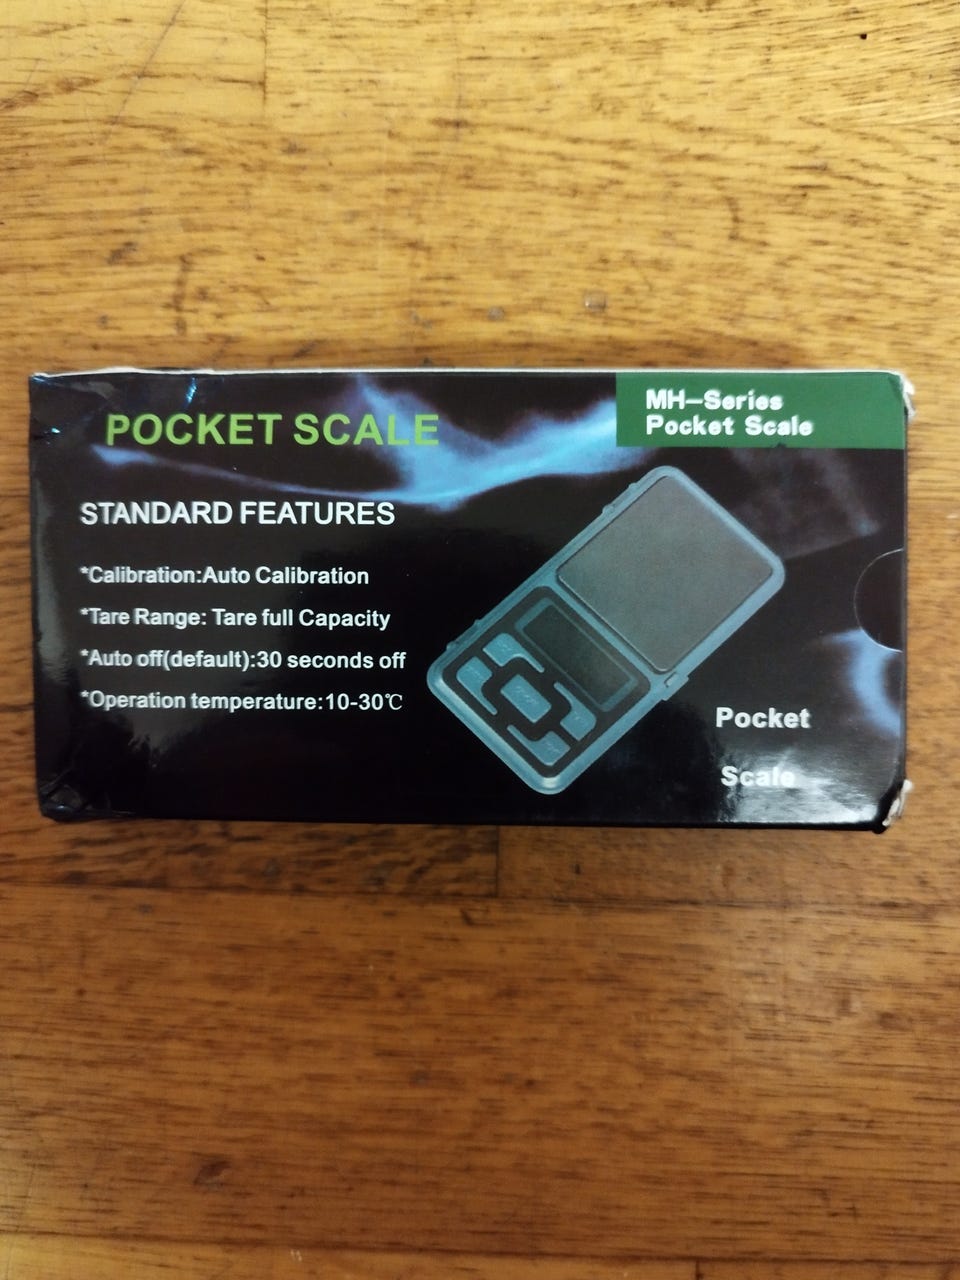 POCKET SCALE
MH-Series
Pocket Scale
STANDARD FEATURES
*Calibration:Auto Calibration
*Tare Range: Tare full Capacity
*Auto off(default):30 seconds off
*Operation temperature:10-30℃
Pocket
Scale